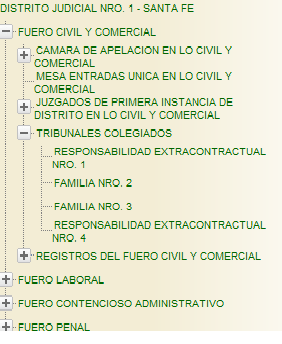 DISTRITO JUDICIAL NRO. 1 - SANTA FE
FUERO CIVIL Y COMERCIAL
CAMARA DE APELACION EN LO CIVIL Y
COMERCIAL
MESA ENTRADAS UNICA EN LO CIVIL Y
COMERCIAL
JUZGADOS DE PRIMERA INSTANCIA DE
DISTRITO EN LO CIVIL Y COMERCIAL
TRIBUNALES COLEGIADOS
RESPONSABILIDAD EXTRACONTRACTUAL
NRO. 1
FAMILIA NRO. 2
FAMILIA NRO. 3
RESPONSABILIDAD EXTRACONTRACTUAL
NRO. 4
REGISTROS DEL FUERO CIVIL Y COMERCIAL
FUERO LABORAL
FUERO CONTENCIOSO ADMINISTRATIVO
FUERO PENAL